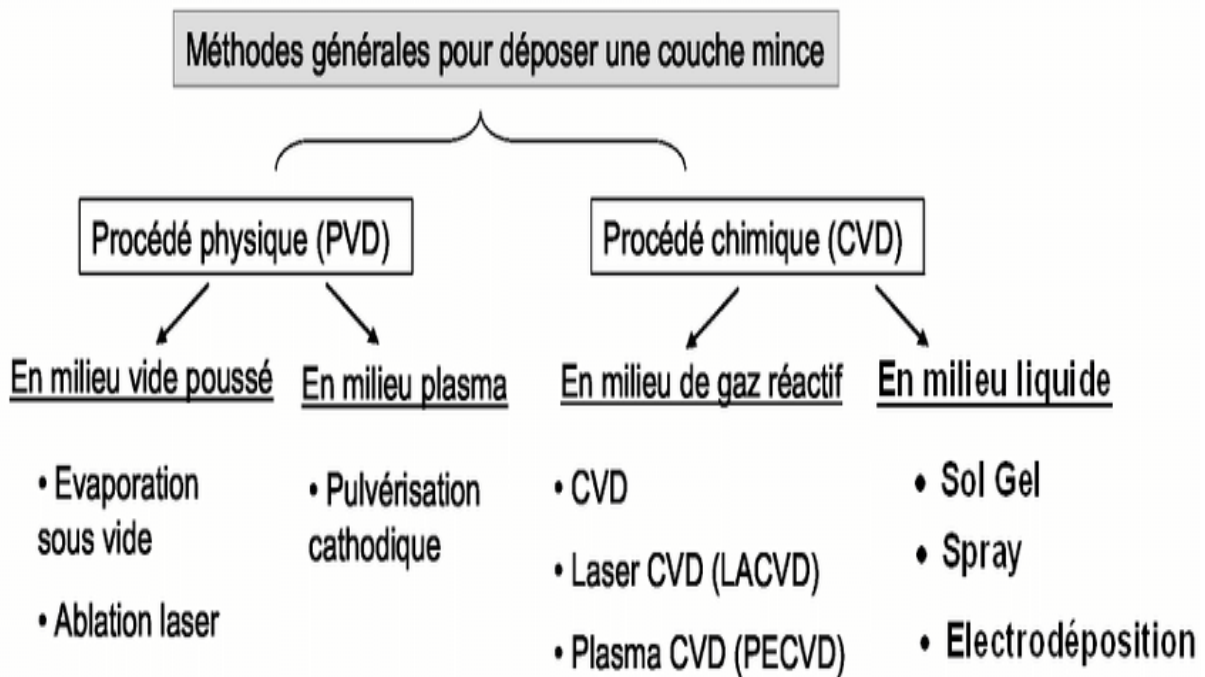 Méthodes générales pour déposer une couche mince
Procédé physique (PVD)
Procédé chimique (CVD)
En milieu vide poussé
En milieu plasma
En milieu de gaz réactif
En milieu liquide
• Evaporation
sous vide
• Ablation laser
• Pulvérisation
cathodique
• CVD
• Laser CVD (LACVD)
• Plasma CVD (PECVD)
• Sol Gel
• Spray
• Electrodéposition